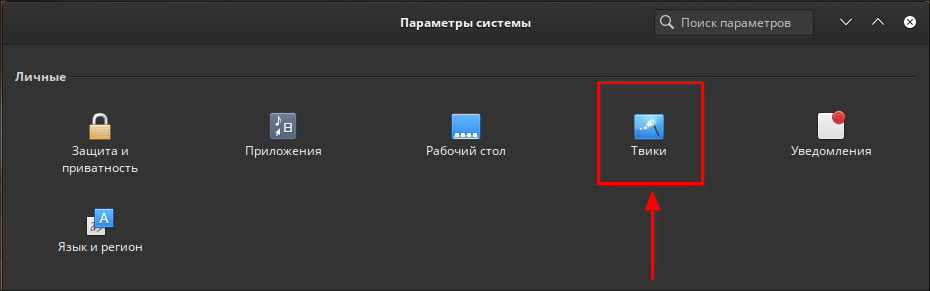 Параметры системы
Поиск параметров
Личные
Защита и
приватность
Приложения
Рабочий стол
Твики
Уведомления
Язык и регион